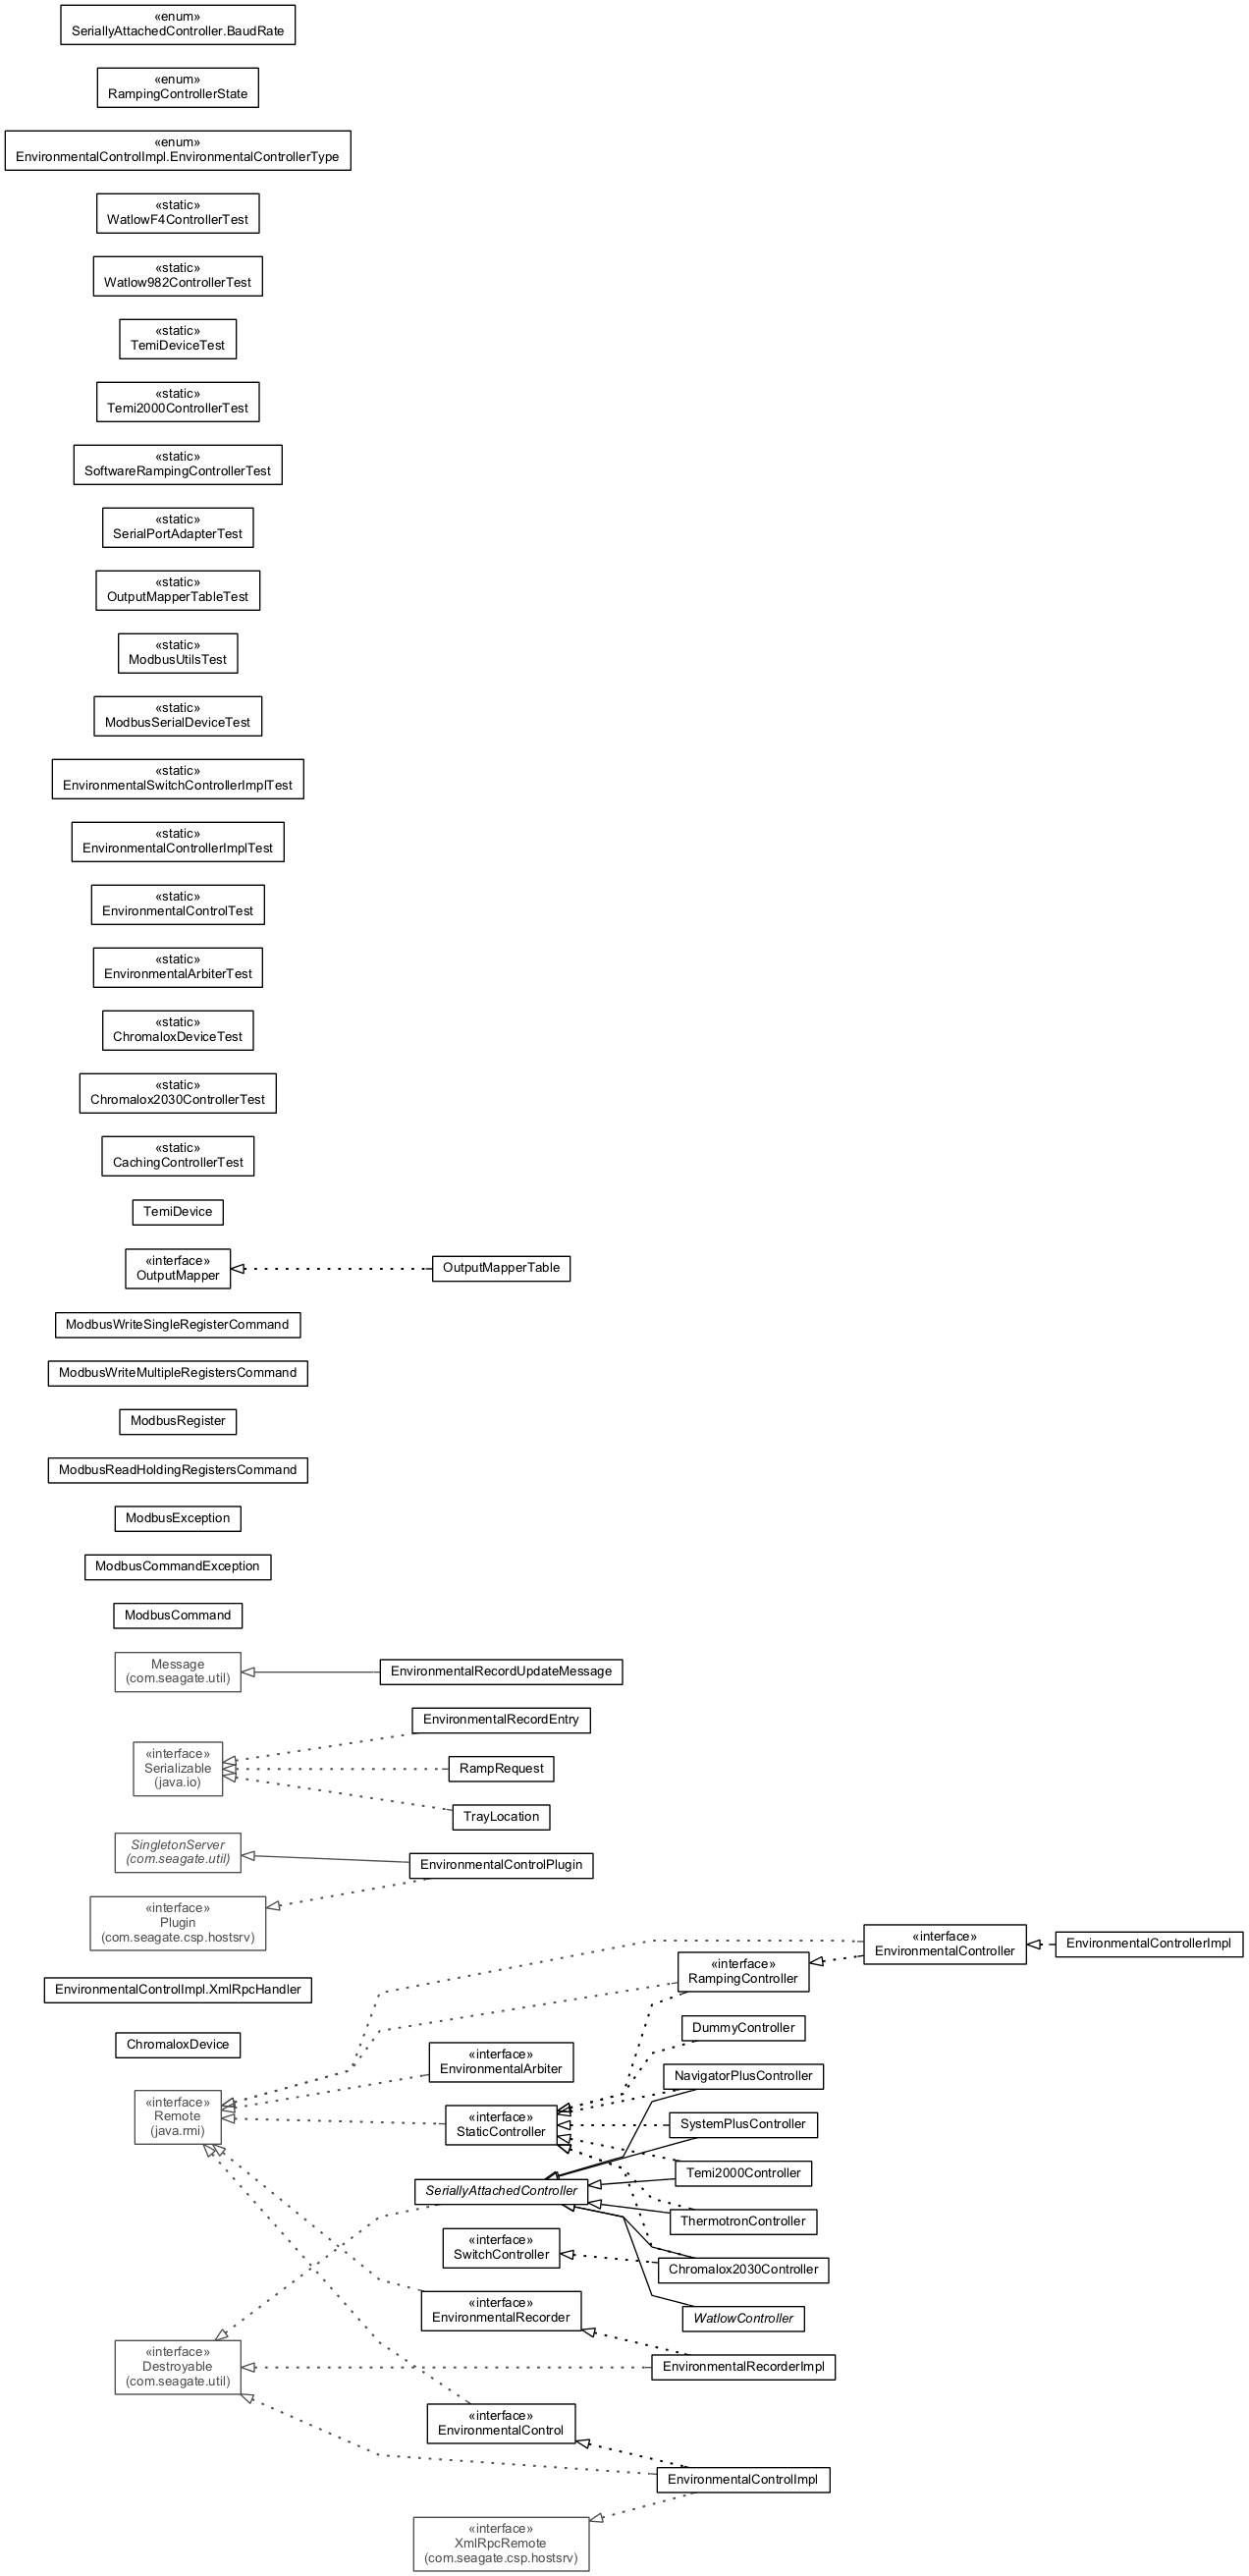 «enum»
SeriallyAttachedController.BaudRate
«enum»
RampingControllerState
«enum»
EnvironmentalControlImpl.EnvironmentalControllerType
«static»
WatlowF4ControllerTest
«static»
Watlow982ControllerTest
«static»
TemiDeviceTest
«static»
Temi2000ControllerTest
«static»
SoftwareRampingControllerTest
«static»
SerialPortAdapterTest
«static»
OutputMapperTableTest
«static»
ModbusUtilsTest
«static»
ModbusSerialDeviceTest
«static»
EnvironmentalSwitchControllerImplTest
«static»
EnvironmentalControllerImplTest
«static»
EnvironmentalControlTest
«static»
EnvironmentalArbiterTest
«static»
ChromaloxDeviceTest
«static»
Chromalox2030ControllerTest
«static»
CachingControllerTest
TemiDevice
«interface»
OutputMapper
OutputMapperTable
ModbusWriteSingleRegisterCommand
ModbusWriteMultipleRegistersCommand
ModbusRegister
ModbusReadHoldingRegistersCommand
ModbusException
ModbusCommandException
ModbusCommand
Message
(com.seagate.util)
EnvironmentalRecordUpdateMessage
EnvironmentalRecordEntry
«interface»
Serializable
(java.io)
RampRequest
TrayLocation
SingletonServer
(com.seagate.util)
EnvironmentalControlPlugin
«interface»
Plugin
(com.seagate.csp.hostsrv)
«interface»
EnvironmentalController
EnvironmentalControllerImpl
«interface»
RampingController
EnvironmentalControlImpl.XmlRpcHandler
DummyController
ChromaloxDevice
«interface»
EnvironmentalArbiter
NavigatorPlusController
«interface»
Remote
(java.rmi)
«interface»
StaticController
SystemPlusController
Temi2000Controller
SeriallyAttachedController
ThermotronController
«interface»
SwitchController
Chromalox2030Controller
«interface»
EnvironmentalRecorder
WatlowController
«interface»
Destroyable
(com.seagate.util)
EnvironmentalRecorderImpl
«interface»
EnvironmentalControl
EnvironmentalControlImpl
«interface»
XmlRpcRemote
(com.seagate.csp.hostsrv)